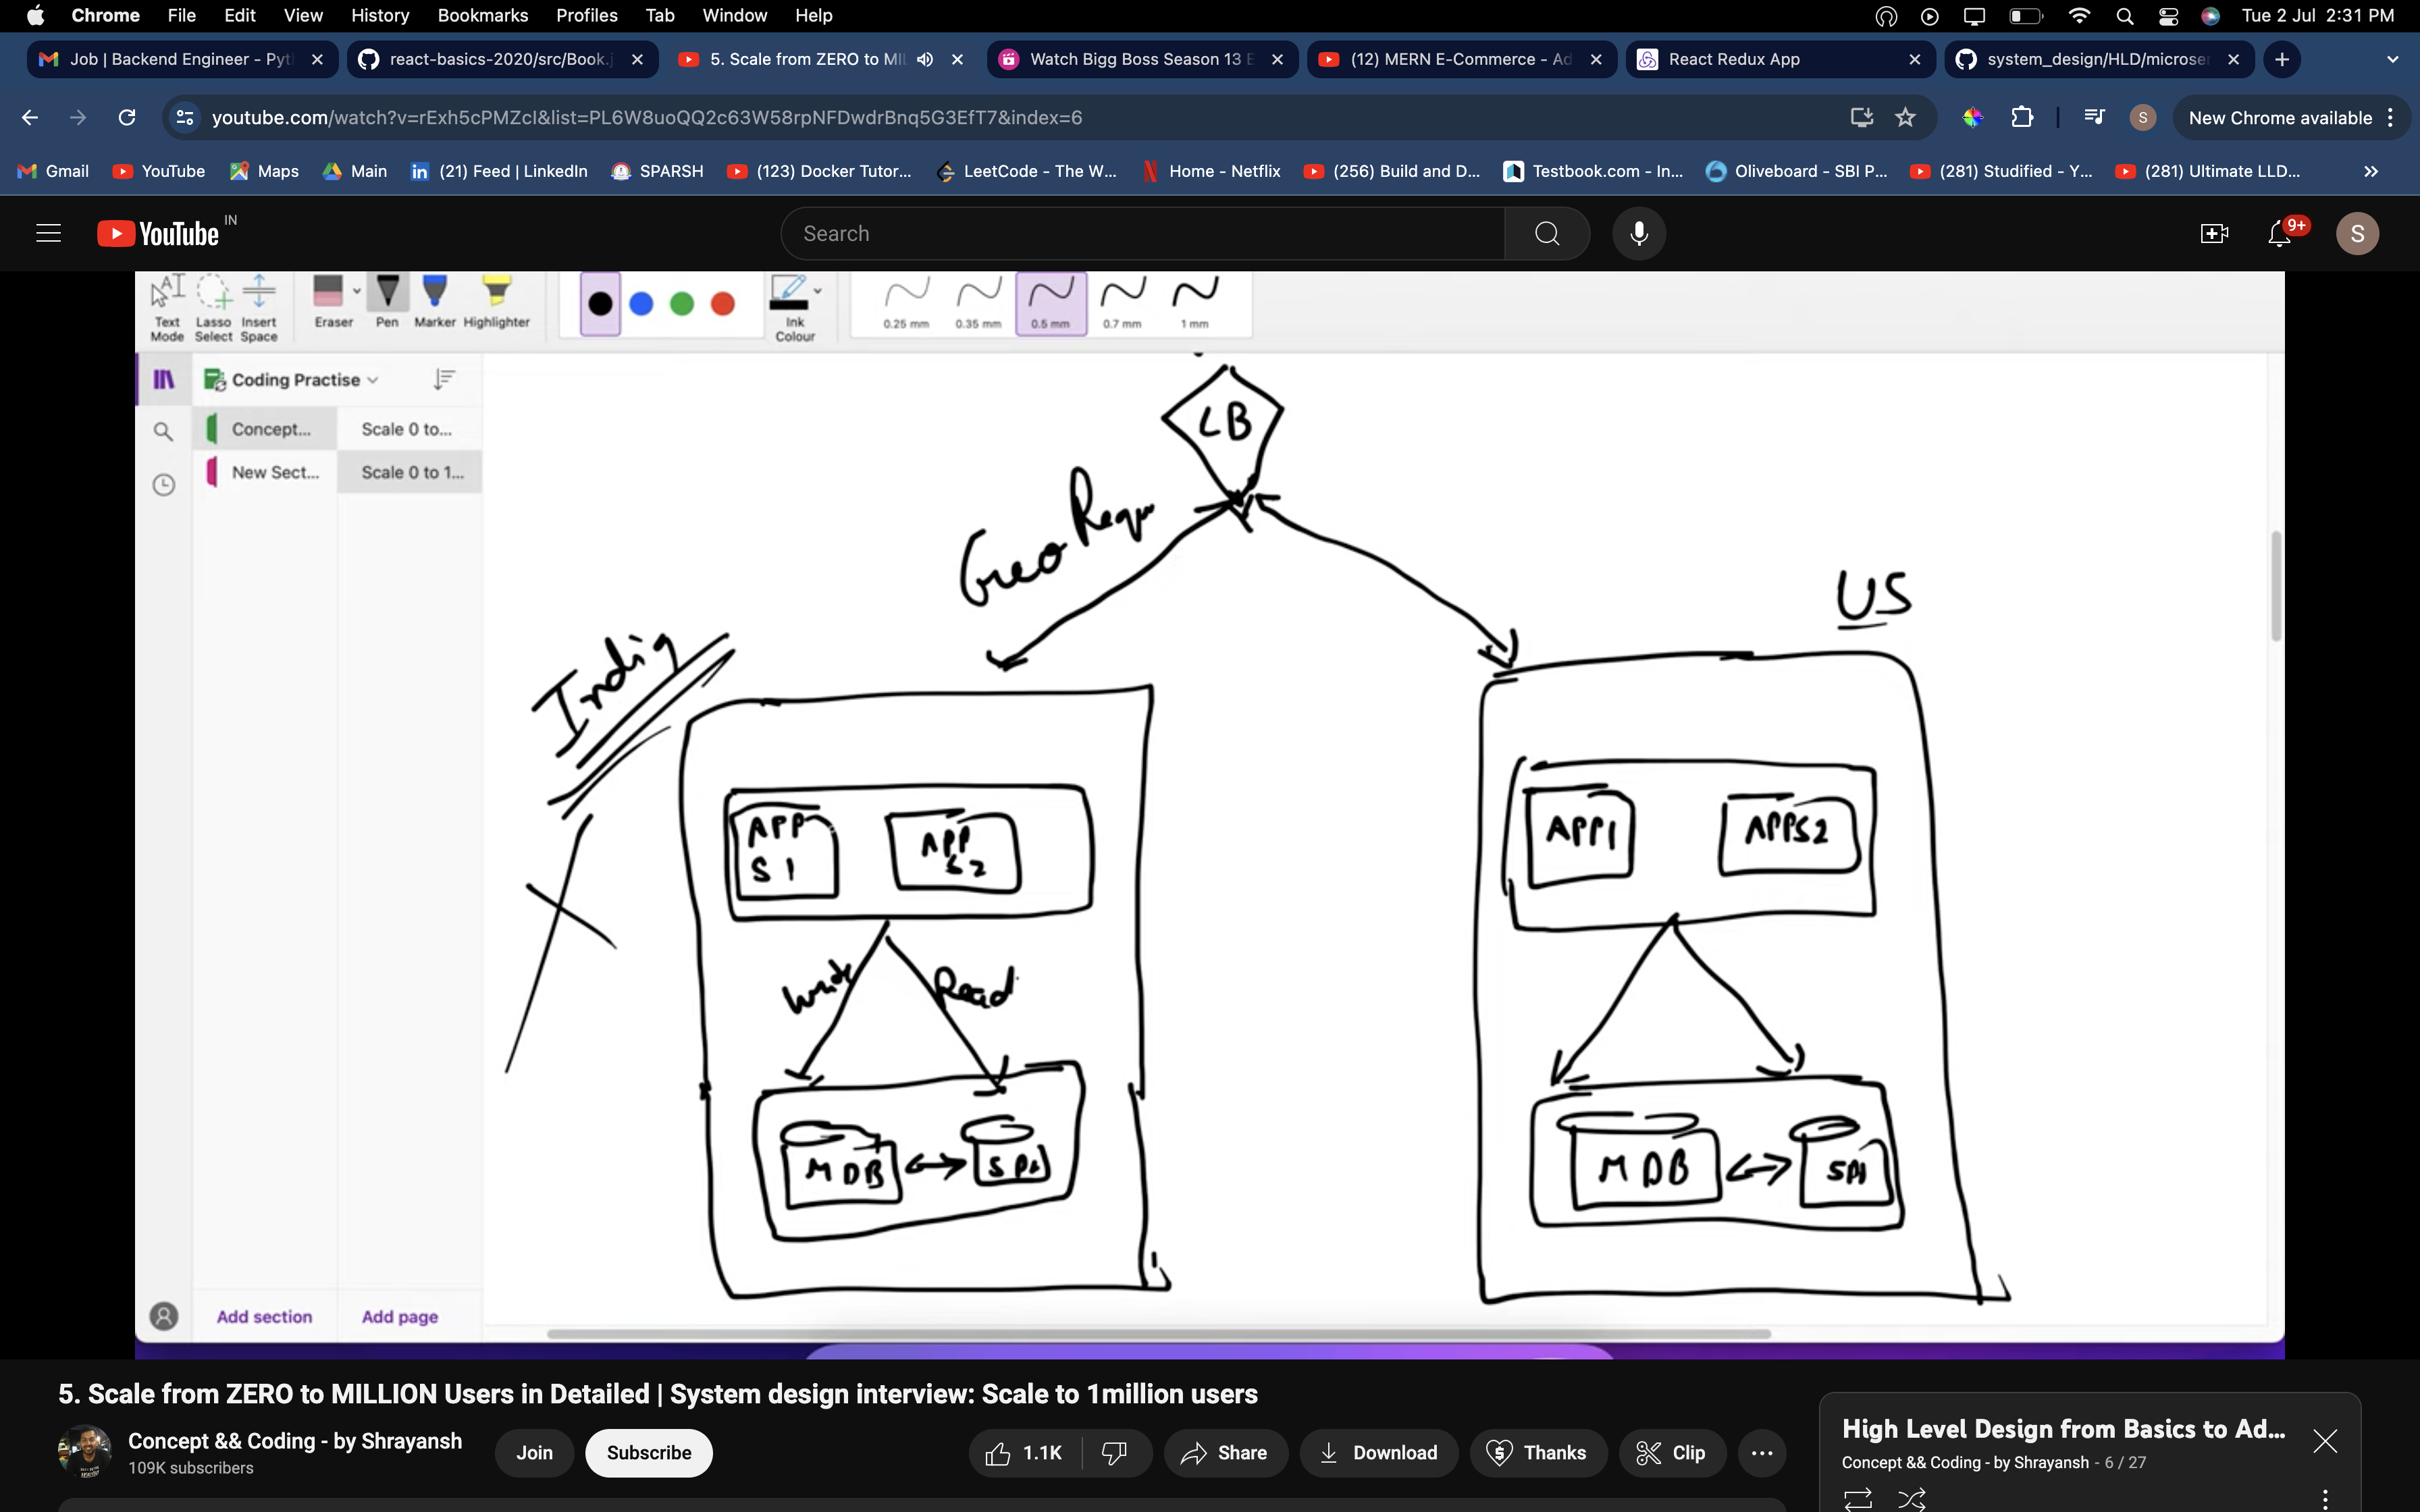 Chrome File Edit View History Bookmarks Profiles Tab Window Help Tue 2 Jul 2:31 PM
Job | Backend Engineer - Pyt react-basics-2020/src/Book.j 5. Scale from ZERO to MIL Watch Bigg Boss Season 13 E (12) MERN E-Commerce - Ad React Redux App system_design/HLD/microser
youtube.com/watch?v=rExh5cPMZcI&list=PL6W8uoQQ2c63W58rpNFDwdrBnq5G3EfT7&index=6 S New Chrome available
Gmail YouTube Maps Main (21) Feed | LinkedIn SPARSH (123) Docker Tutor... LeetCode - The W... Home - Netflix (256) Build and D... Testbook.com - In... Oliveboard - SBI P... (281) Studified - Y... (281) Ultimate LLD...
YouTube IN Search 9+ S
Text Mode Lasso Select Insert Space Eraser Pen Marker Highlighter Ink Colour 0.25 mm 0.35 mm 0.5 mm 0.7 mm 1 mm
Coding Practise
Concept... Scale 0 to...
New Sect... Scale 0 to 1...
LB
Geo Requ
India
US
APP S1
APP S2
APP1
APPS2
Write
Read
MDB
MDB
Add section Add page
5. Scale from ZERO to MILLION Users in Detailed | System design interview: Scale to 1million users
Concept && Coding - by Shrayansh
109K subscribers
Join Subscribe 1.1K Share Download Thanks Clip
High Level Design from Basics to Ad...
Concept && Coding - by Shrayansh - 6 / 27